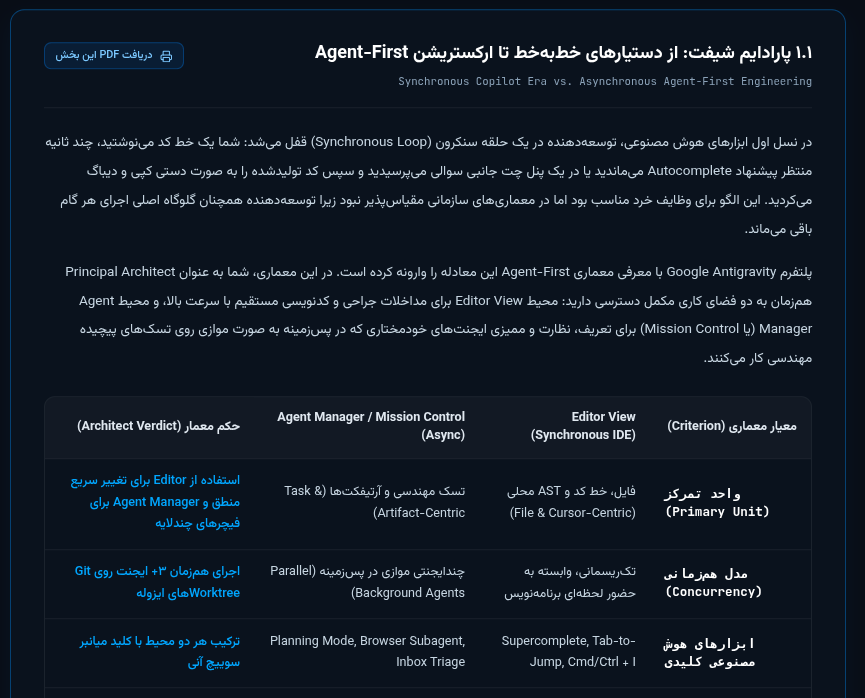 ۱.۱ پارادایم شیفت: از دستیارهای خط‌به‌خط تا ارکستریشن Agent-First
دریافت PDF این بخش
Synchronous Copilot Era vs. Asynchronous Agent-First Engineering
در نسل اول ابزارهای هوش مصنوعی، توسعه‌دهنده در یک حلقه سنکرون (Synchronous Loop) قفل می‌شد: شما یک خط کد می‌نوشتید، چند ثانیه
منتظر پیشنهاد Autocomplete می‌ماندید یا در یک پنل چت جانبی سوالی می‌پرسیدید و سپس کد تولیدشده را به صورت دستی کپی و دیباگ
می‌کردید. این الگو برای وظایف خرد مناسب بود اما در معماری‌های سازمانی مقیاس‌پذیر نبود زیرا توسعه‌دهنده همچنان گلوگاه اصلی اجرای هر گام
باقی می‌ماند.
پلتفرم Google Antigravity با معرفی معماری Agent-First این معادله را وارونه کرده است. در این معماری، شما به عنوان Principal Architect
هم‌زمان به دو فضای کاری مکمل دسترسی دارید: محیط Editor View برای مداخلات جراحی و کدنویسی مستقیم با سرعت بالا، و محیط Agent
Manager (یا Mission Control) برای تعریف، نظارت و ممیزی ایجنت‌های خودمختاری که در پس‌زمینه به صورت موازی روی تسک‌های پیچیده
مهندسی کار می‌کنند.
معیار معماری (Criterion)
Editor View
(Synchronous IDE)
Agent Manager / Mission Control
(Async)
حکم معمار (Architect Verdict)
واحد تمرکز
(Primary Unit)
فایل، خط کد و AST محلی
(File & Cursor-Centric)
تسک مهندسی و آرتیفکت‌ها (Task &
Artifact-Centric)
استفاده از Editor برای تغییر سریع
منطق و Agent Manager برای
فیچرهای چندلایه
مدل هم‌زمانی
(Concurrency)
تک‌ریسمانی، وابسته به
حضور لحظه‌ای برنامه‌نویس
چندایجنتی موازی در پس‌زمینه (Parallel
Background Agents)
اجرای هم‌زمان ۳+ ایجنت روی Git
Worktreeهای ایزوله
ابزارهای هوش
مصنوعی کلیدی
Supercomplete, Tab-to-
Jump, Cmd/Ctrl + I
Planning Mode, Browser Subagent,
Inbox Triage
ترکیب هر دو محیط با کلید میانبر
سوییچ آنی